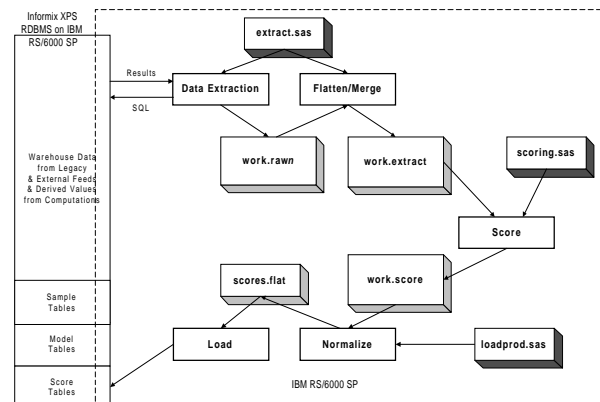 Informix XPS
RDBMS on IBM
RS/6000 SP
extract.sas
Results
Data Extraction
Flatten/Merge
SQL
Warehouse Data
from Legacy
& External Feeds
& Derived Values
from Computations
work.rawn
work.extract
scoring.sas
Score
scores.flat
work.score
Sample
Tables
Model
Tables
Load
Normalize
loadprod.sas
Score
Tables
IBM RS/6000 SP